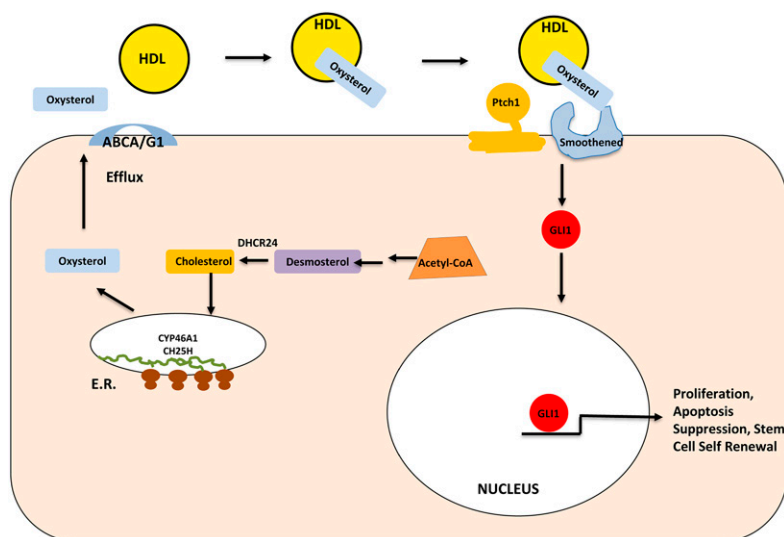 HDL
HDL
Oxysterol
HDL
Oxysterol
Oxysterol
Ptch1
Smoothened
ABCA/G1
Efflux
GLI1
DHCR24
Oxysterol
Cholesterol
Desmosterol
Acetyl-CoA
CYP46A1
CH25H
E.R.
GLI1
Proliferation,
Apoptosis
Suppression, Stem
Cell Self Renewal
NUCLEUS